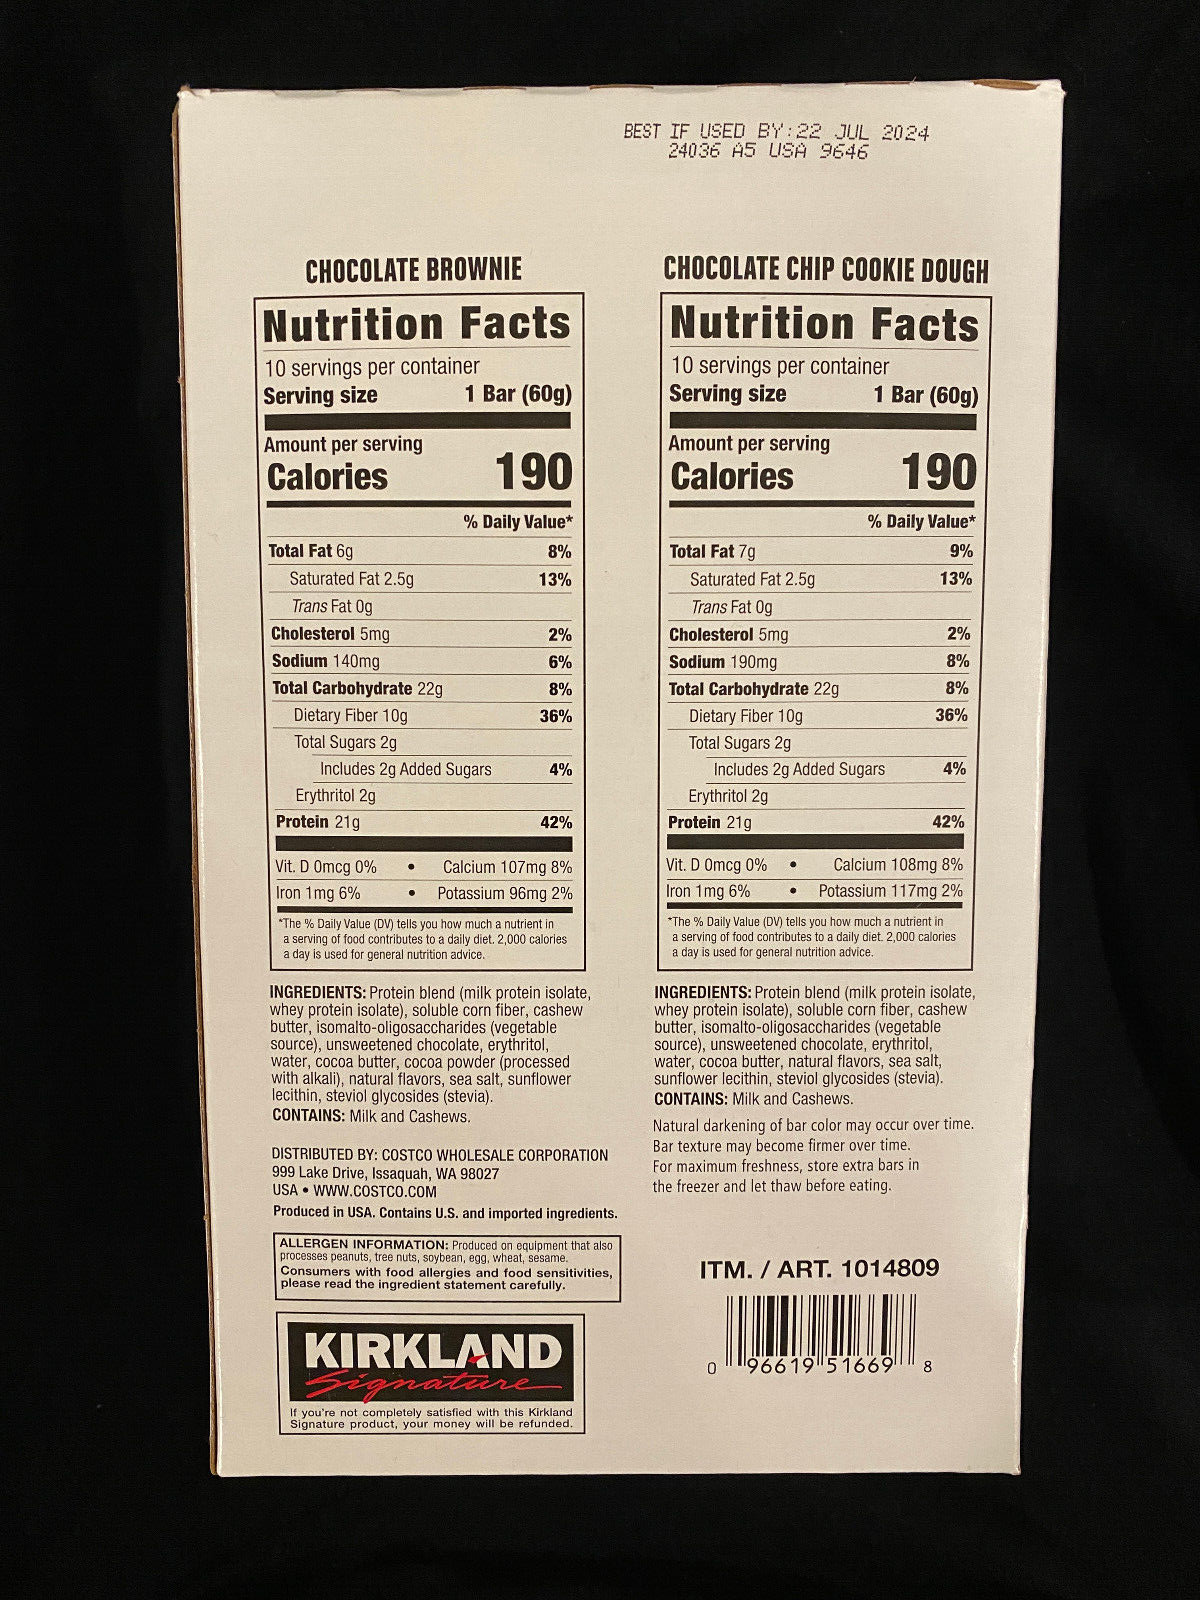 BEST IF USED BY:22 JUL 2024
24036 A5 USA 9646
CHOCOLATE BROWNIE
Nutrition Facts
10 servings per container
Serving size 1 Bar (60g)
Amount per serving
Calories 190
% Daily Value*
Total Fat 6g 8%
Saturated Fat 2.5g 13%
Trans Fat 0g
Cholesterol 5mg 2%
Sodium 140mg 6%
Total Carbohydrate 22g 8%
Dietary Fiber 10g 36%
Total Sugars 2g
Includes 2g Added Sugars 4%
Erythritol 2g
Protein 21g 42%
Vit. D 0mcg 0% • Calcium 107mg 8%
Iron 1mg 6% • Potassium 96mg 2%
*The % Daily Value (DV) tells you how much a nutrient in
a serving of food contributes to a daily diet. 2,000 calories
a day is used for general nutrition advice.
INGREDIENTS: Protein blend (milk protein isolate,
whey protein isolate), soluble corn fiber, cashew
butter, isomalto-oligosaccharides (vegetable
source), unsweetened chocolate, erythritol,
water, cocoa butter, cocoa powder (processed
with alkali), natural flavors, sea salt, sunflower
lecithin, steviol glycosides (stevia).
CONTAINS: Milk and Cashews.
DISTRIBUTED BY: COSTCO WHOLESALE CORPORATION
999 Lake Drive, Issaquah, WA 98027
USA • WWW.COSTCO.COM
Produced in USA. Contains U.S. and imported ingredients.
ALLERGEN INFORMATION: Produced on equipment that also
processes peanuts, tree nuts, soybean, egg, wheat, sesame.
Consumers with food allergies and food sensitivities,
please read the ingredient statement carefully.
KIRKLAND
Signature
If you're not completely satisfied with this Kirkland
Signature product, your money will be refunded.
CHOCOLATE CHIP COOKIE DOUGH
Nutrition Facts
10 servings per container
Serving size 1 Bar (60g)
Amount per serving
Calories 190
% Daily Value*
Total Fat 7g 9%
Saturated Fat 2.5g 13%
Trans Fat 0g
Cholesterol 5mg 2%
Sodium 190mg 8%
Total Carbohydrate 22g 8%
Dietary Fiber 10g 36%
Total Sugars 2g
Includes 2g Added Sugars 4%
Erythritol 2g
Protein 21g 42%
Vit. D 0mcg 0% • Calcium 108mg 8%
Iron 1mg 6% • Potassium 117mg 2%
*The % Daily Value (DV) tells you how much a nutrient in
a serving of food contributes to a daily diet. 2,000 calories
a day is used for general nutrition advice.
INGREDIENTS: Protein blend (milk protein isolate,
whey protein isolate), soluble corn fiber, cashew
butter, isomalto-oligosaccharides (vegetable
source), unsweetened chocolate, erythritol,
water, cocoa butter, natural flavors, sea salt,
sunflower lecithin, steviol glycosides (stevia).
CONTAINS: Milk and Cashews.
Natural darkening of bar color may occur over time.
Bar texture may become firmer over time.
For maximum freshness, store extra bars in
the freezer and let thaw before eating.
ITM. / ART. 1014809
0 96619 51669 8